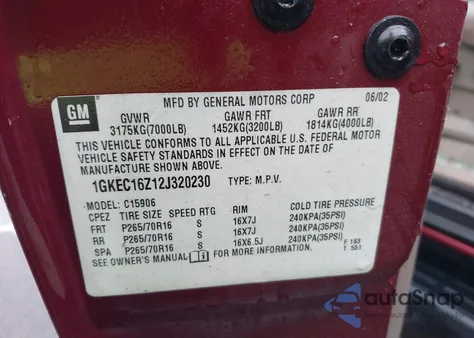 GM
MFD BY GENERAL MOTORS CORP 06/02
GVWR GAWR FRT GAWR RR
3175KG(7000LB) 1452KG(3200LB) 1814KG(4000LB)
THIS VEHICLE CONFORMS TO ALL APPLICABLE U.S. FEDERAL MOTOR
VEHICLE SAFETY STANDARDS IN EFFECT ON THE DATE OF
MANUFACTURE SHOWN ABOVE.
1GKEC16Z12J320230 TYPE: M.P.V.
MODEL: C15906
CPEZ TIRE SIZE SPEED RTG RIM COLD TIRE PRESSURE
FRT P265/70R16 S 16X7J 240KPA(35PSI)
RR P265/70R16 S 16X7J 240KPA(35PSI)
SPA P265/70R16 S 16X6.5J 240KPA(35PSI)
SEE OWNER'S MANUAL FOR MORE INFORMATION.
F 183
T 551
autoSnap